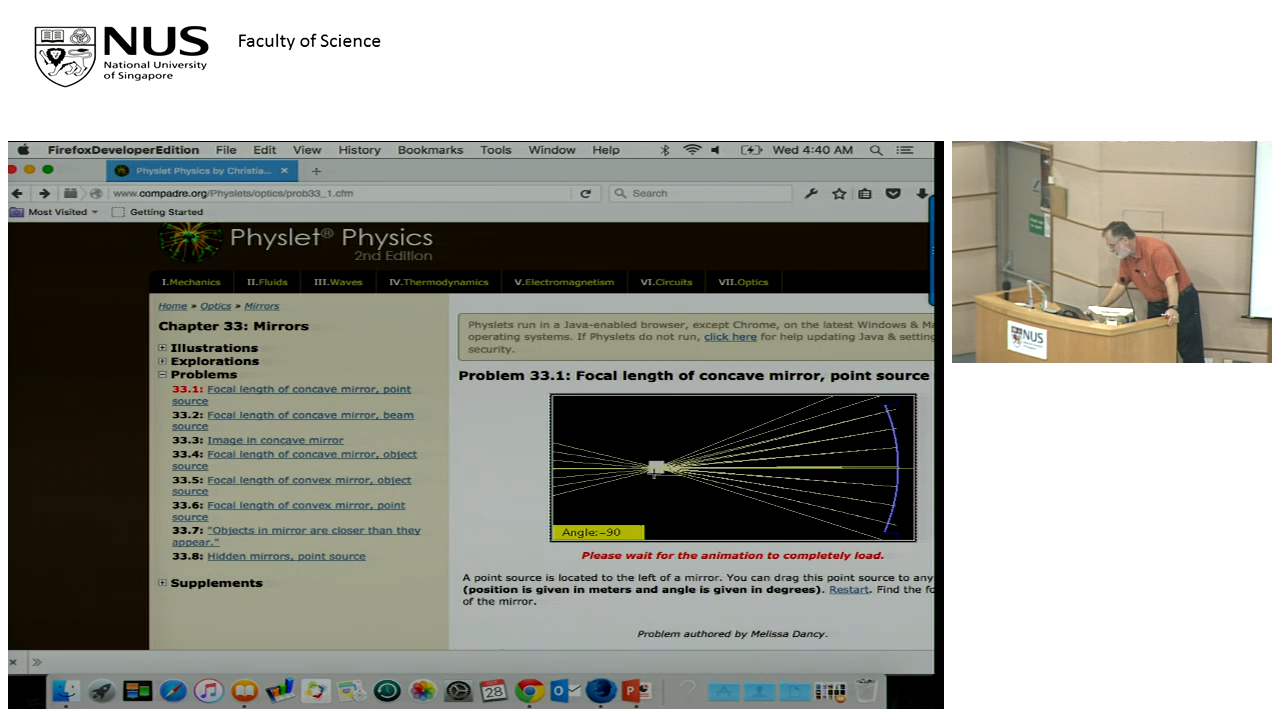 NUS
National University
of Singapore
Faculty of Science
FirefoxDeveloperEdition File Edit View History Bookmarks Tools Window Help Wed 4:40 AM
Physlet Physics by Christia...
www.compadre.org/Physlets/optics/prob33_1.cfm
Search
Most Visited
Getting Started
Physlet® Physics
2nd Edition
I.Mechanics II.Fluids III.Waves IV.Thermodynamics V.Electromagnetism VI.Circuits VII.Optics
Home » Optics » Mirrors
Chapter 33: Mirrors
Illustrations
Explorations
Problems
33.1: Focal length of concave mirror, point
source
33.2: Focal length of concave mirror, beam
source
33.3: Image in concave mirror
33.4: Focal length of concave mirror, object
source
33.5: Focal length of convex mirror, object
source
33.6: Focal length of convex mirror, point
source
33.7: "Objects in mirror are closer than they
appear."
33.8: Hidden mirrors, point source
Supplements
Physlets run in a Java-enabled browser, except Chrome, on the latest Windows & Ma
operating systems. If Physlets do not run, click here for help updating Java & setting
security.
Problem 33.1: Focal length of concave mirror, point source
Angle:-90
Please wait for the animation to completely load.
A point source is located to the left of a mirror. You can drag this point source to any
(position is given in meters and angle is given in degrees). Restart. Find the fo
of the mirror.
Problem authored by Melissa Dancy.
28
NUS